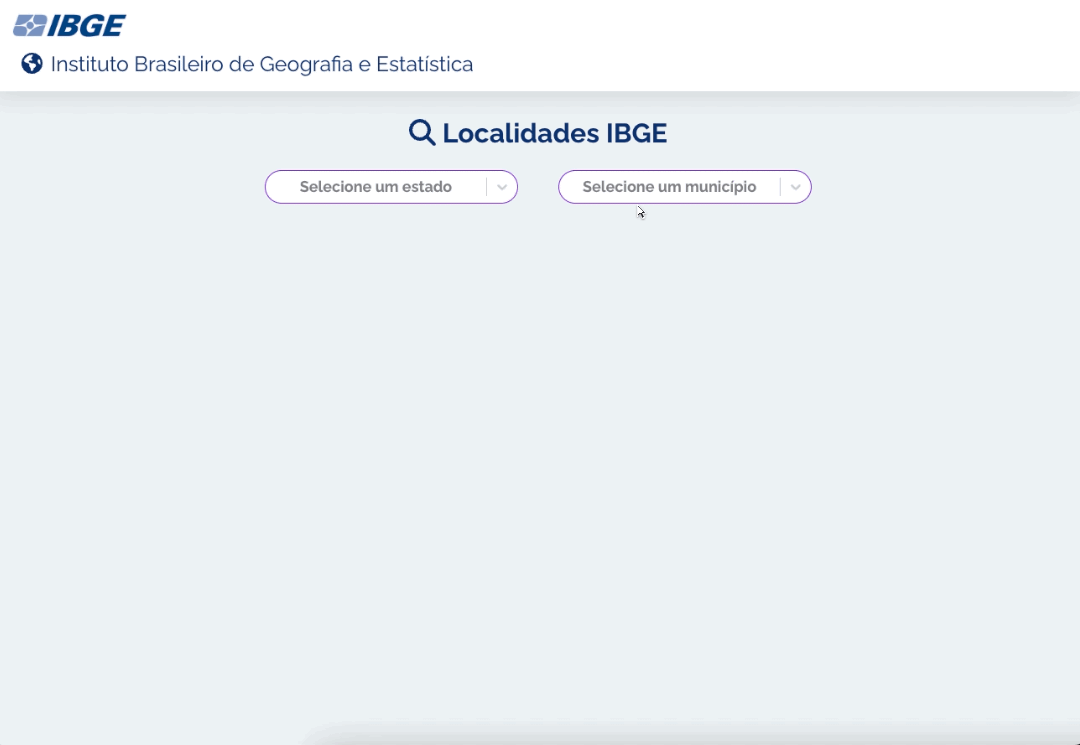 IBGE
Instituto Brasileiro de Geografia e Estatística
Localidades IBGE
Selecione um estado
Selecione um município